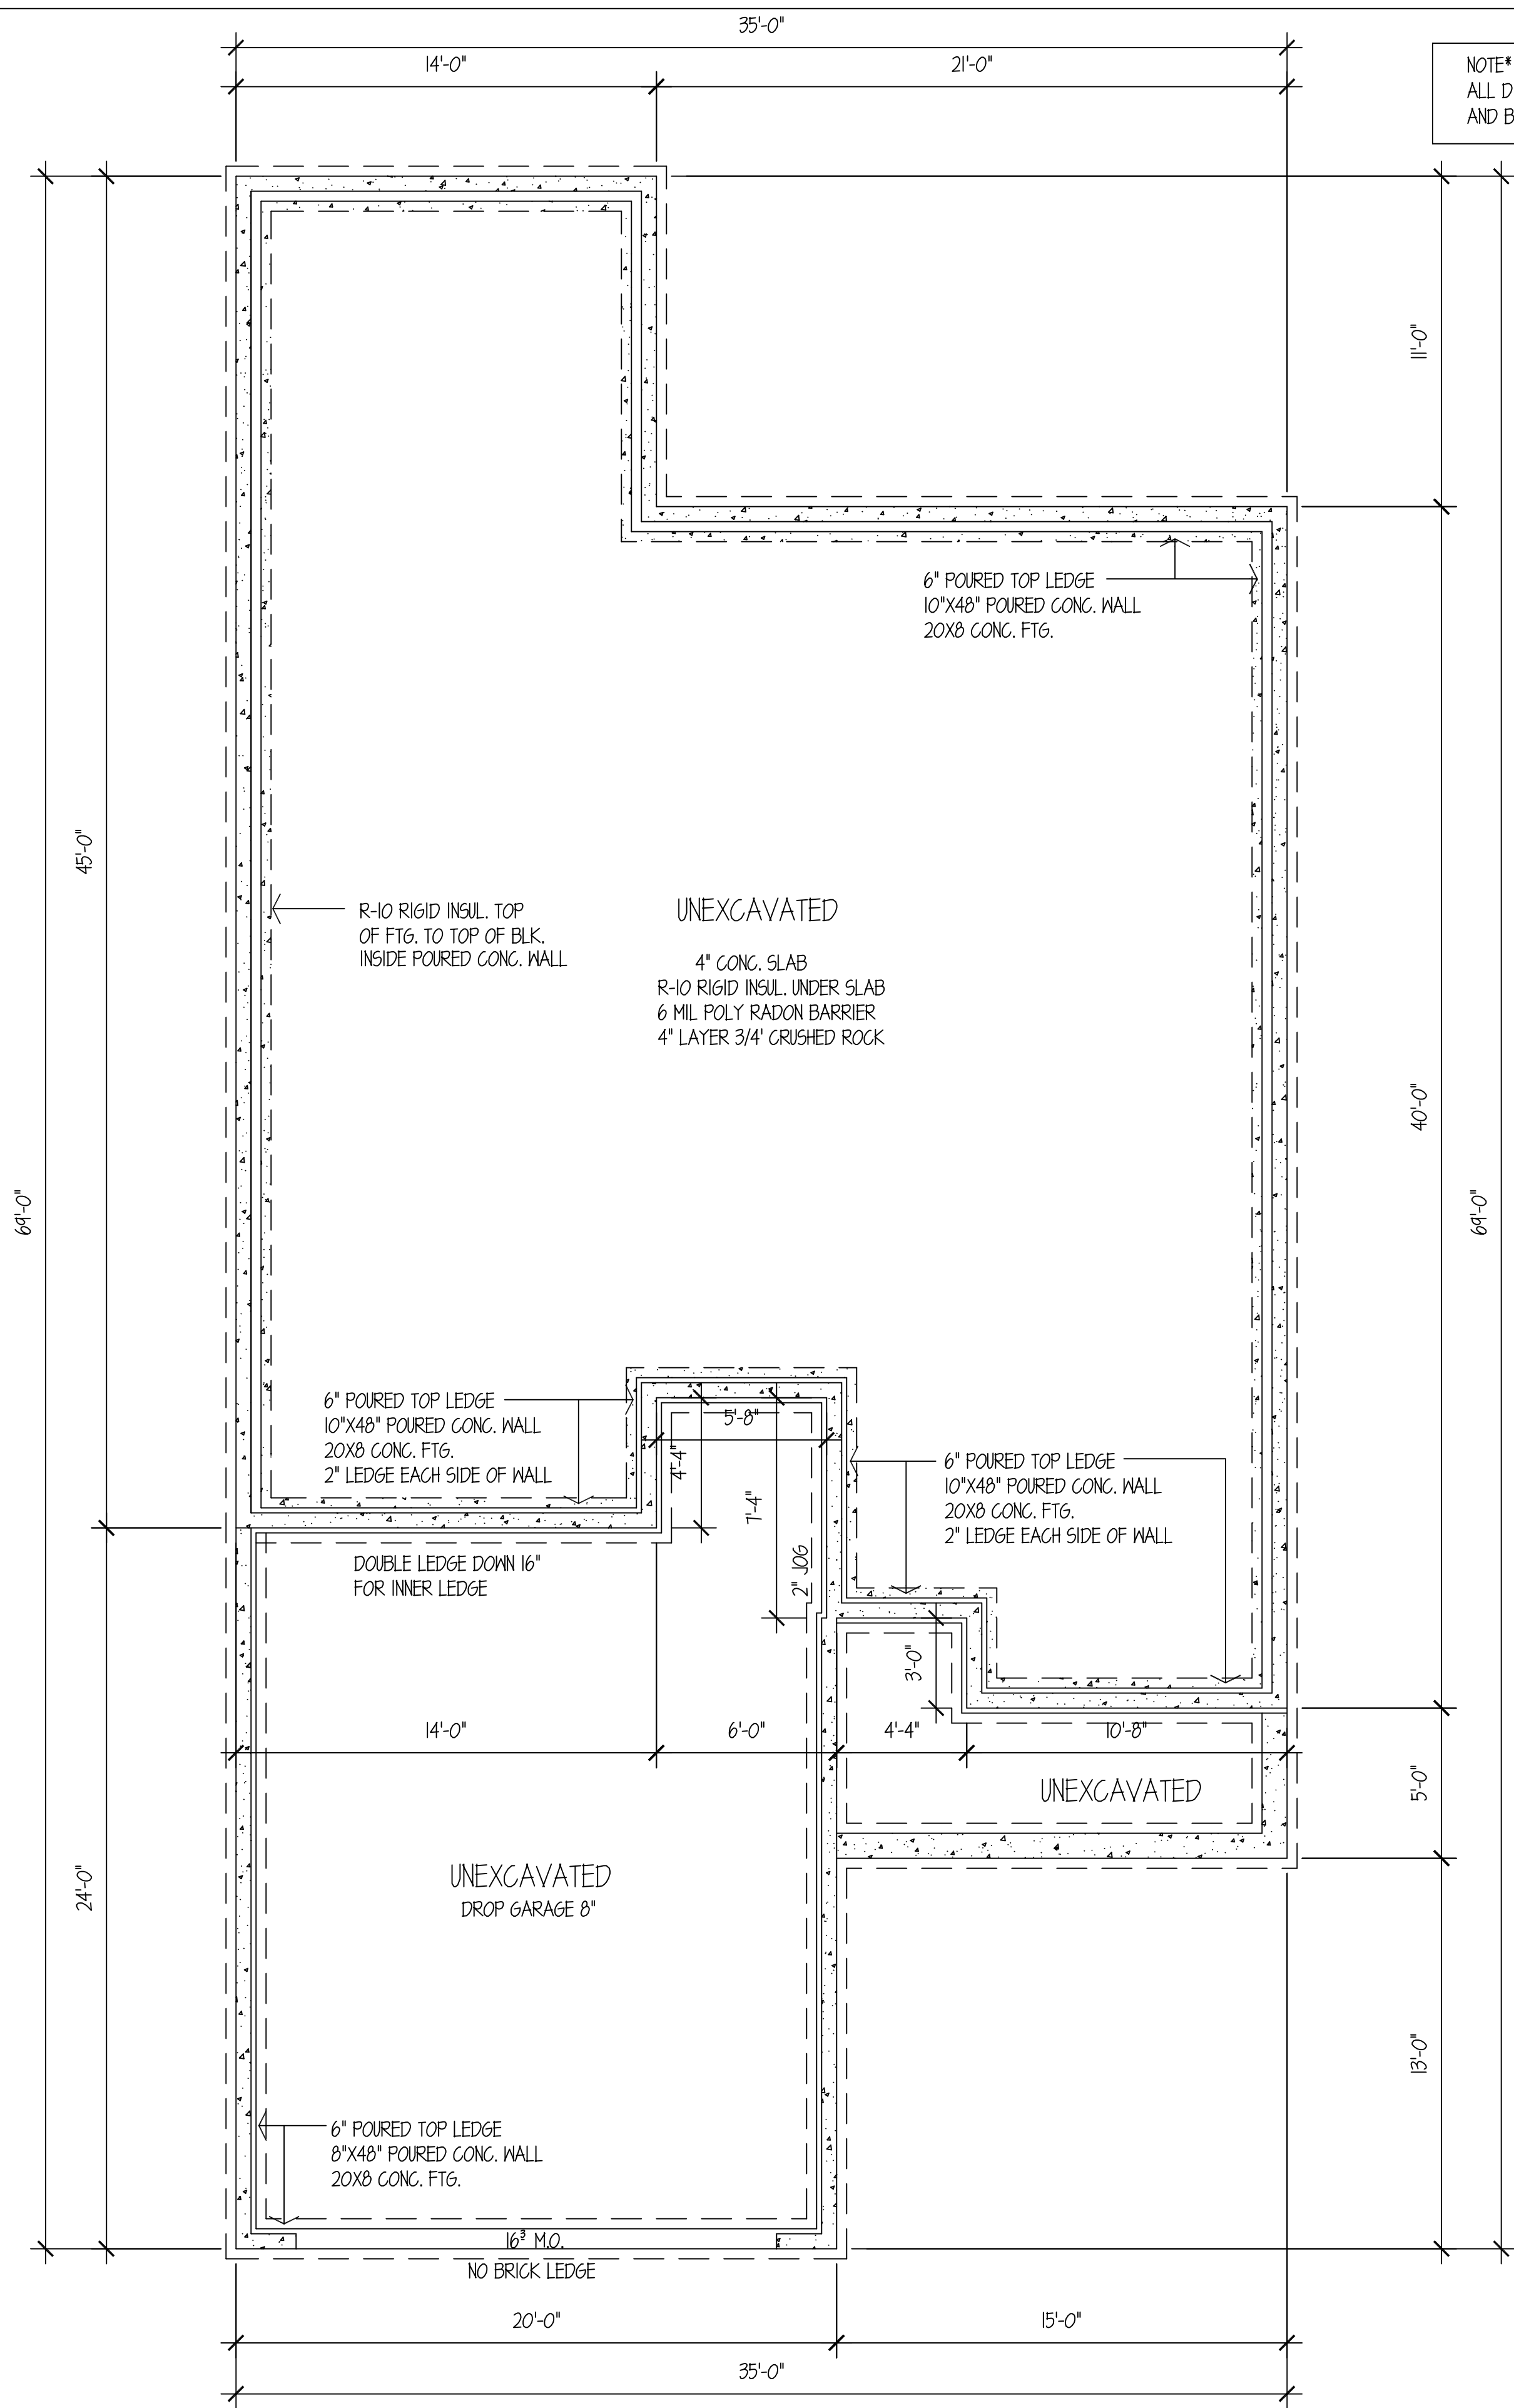 35'-0"
14'-0"
21'-0"
NOTE*
ALL D
AND B
11'-0"
6" POURED TOP LEDGE
10"X48" POURED CONC. WALL
20X8 CONC. FTG.
45'-0"
R-10 RIGID INSUL. TOP
OF FTG. TO TOP OF BLK.
INSIDE POURED CONC. WALL
UNEXCAVATED
4" CONC. SLAB
R-10 RIGID INSUL. UNDER SLAB
6 MIL POLY RADON BARRIER
4" LAYER 3/4' CRUSHED ROCK
40'-0"
69'-0"
69'-0"
6" POURED TOP LEDGE
10"X48" POURED CONC. WALL
20X8 CONC. FTG.
2" LEDGE EACH SIDE OF WALL
5'-8"
4'-4"
7'-4"
6" POURED TOP LEDGE
10"X48" POURED CONC. WALL
20X8 CONC. FTG.
2" LEDGE EACH SIDE OF WALL
DOUBLE LEDGE DOWN 16"
FOR INNER LEDGE
2" JOG
3'-0"
14'-0"
6'-0"
4'-4"
10'-8"
UNEXCAVATED
5'-0"
24'-0"
UNEXCAVATED
DROP GARAGE 8"
13'-0"
6" POURED TOP LEDGE
8"X48" POURED CONC. WALL
20X8 CONC. FTG.
16³ M.O.
NO BRICK LEDGE
20'-0"
15'-0"
35'-0"